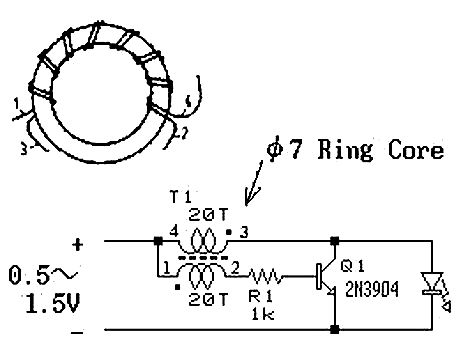 1
4
3
2
ϕ7 Ring Core
T1
20T
4 3
+
1 2
0.5~
1.5V
20T
R1
1k
Q1
2N3904
−